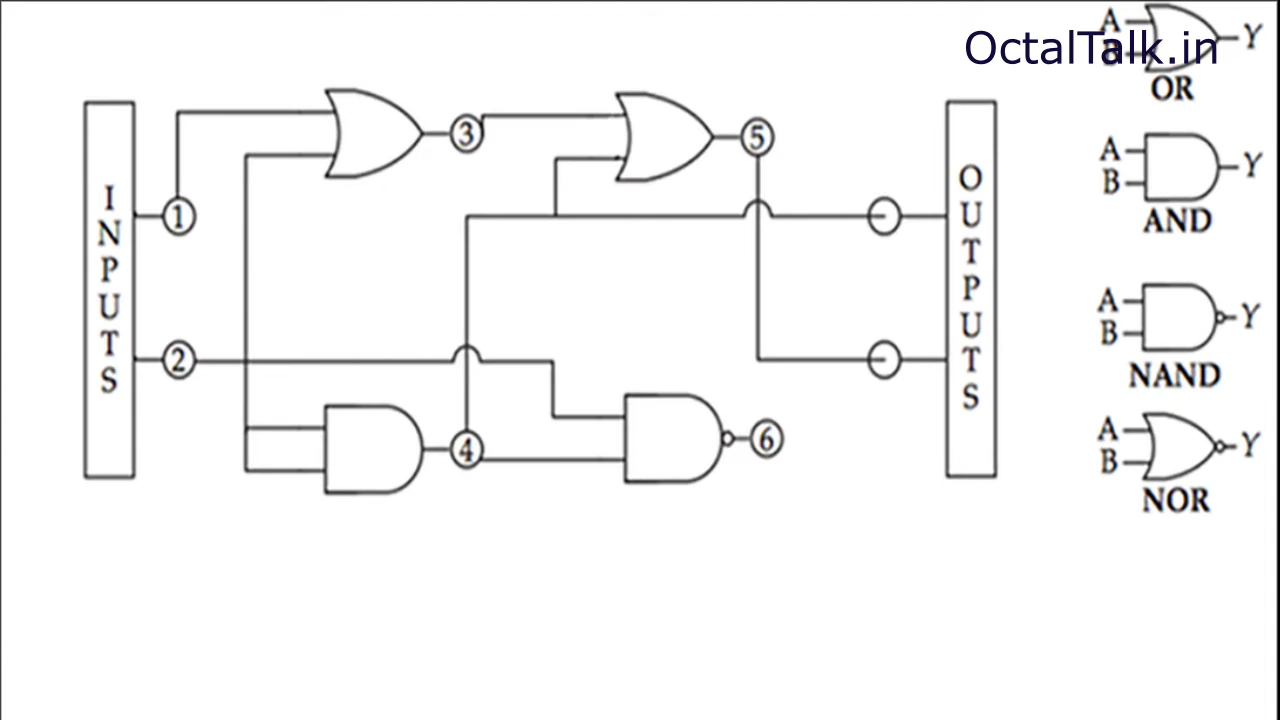 OctalTalk.in
A
B
Y
OR
INPUTS
OUTPUTS
1
2
3
4
5
6
A
B
Y
AND
A
B
Y
NAND
A
B
Y
NOR